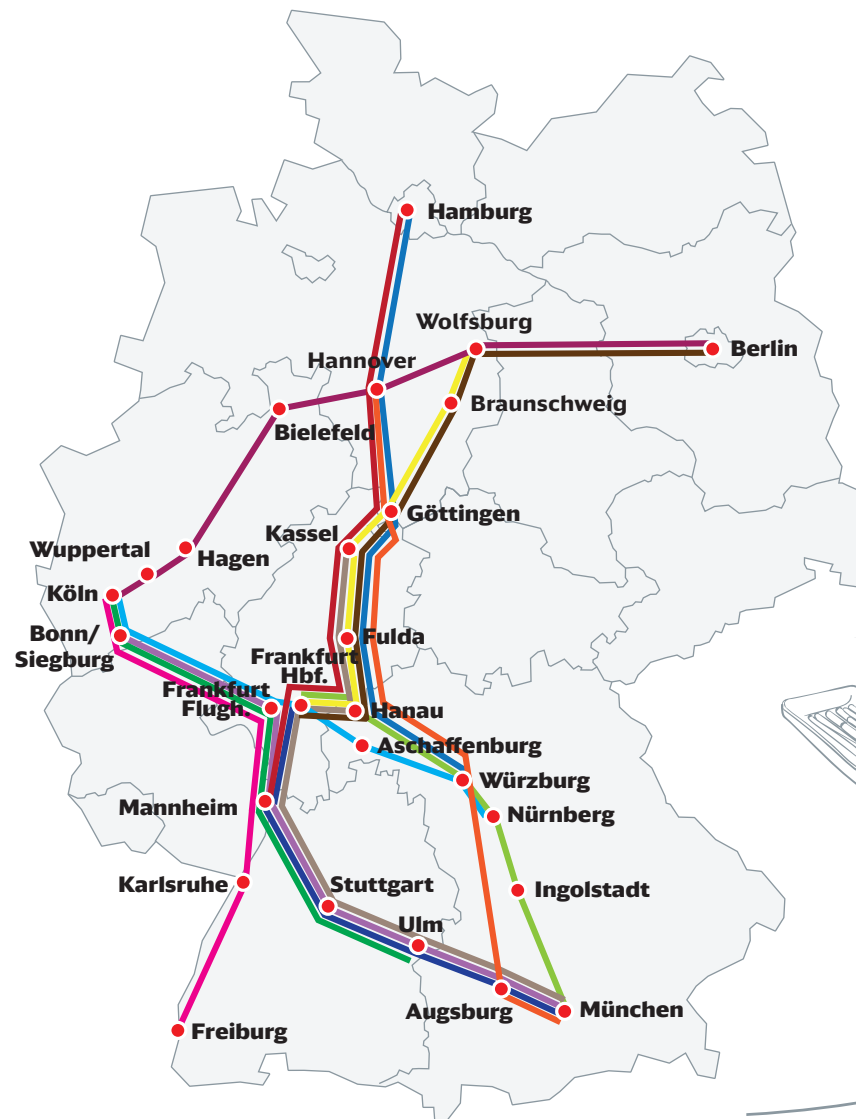 Hamburg
Wolfsburg
Berlin
Hannover
Braunschweig
Bielefeld
Göttingen
Kassel
Wuppertal
Hagen
Köln
Bonn/
Siegburg
Fulda
Frankfurt
Hbf.
Frankfurt
Flugh.
Hanau
Aschaffenburg
Würzburg
Mannheim
Nürnberg
Karlsruhe
Stuttgart
Ingolstadt
Ulm
Augsburg
München
Freiburg